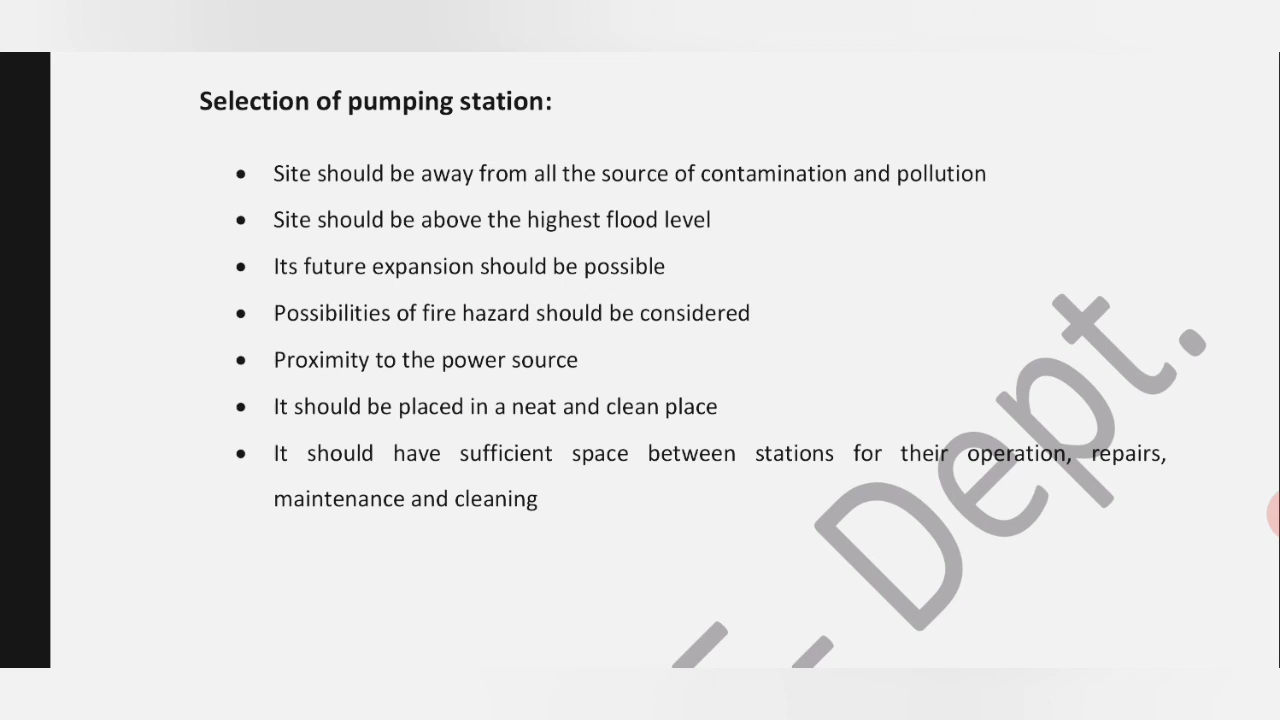 Selection of pumping station:
• Site should be away from all the source of contamination and pollution
• Site should be above the highest flood level
• Its future expansion should be possible
• Possibilities of fire hazard should be considered
• Proximity to the power source
• It should be placed in a neat and clean place
• It should have sufficient space between stations for their operation, repairs,
maintenance and cleaning
Dept.